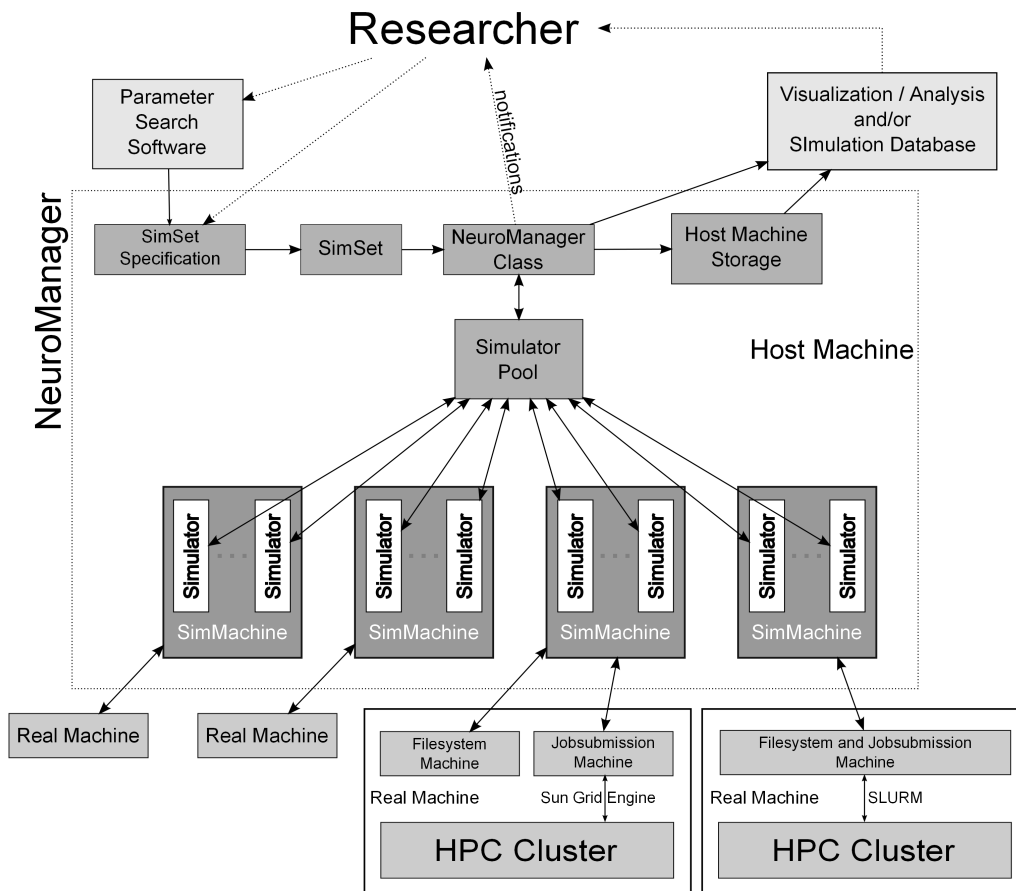 Researcher
Parameter
Search
Software
notifications
Visualization / Analysis
and/or
SImulation Database
NeuroManager
SimSet
Specification
SimSet
NeuroManager
Class
Host Machine
Storage
Simulator
Pool
Host Machine
Simulator
Simulator
SimMachine
Simulator
Simulator
SimMachine
Simulator
Simulator
SimMachine
Simulator
Simulator
SimMachine
Real Machine
Real Machine
Filesystem
Machine
Jobsubmission
Machine
Real Machine
Sun Grid Engine
HPC Cluster
Filesystem and Jobsubmission
Machine
Real Machine
SLURM
HPC Cluster